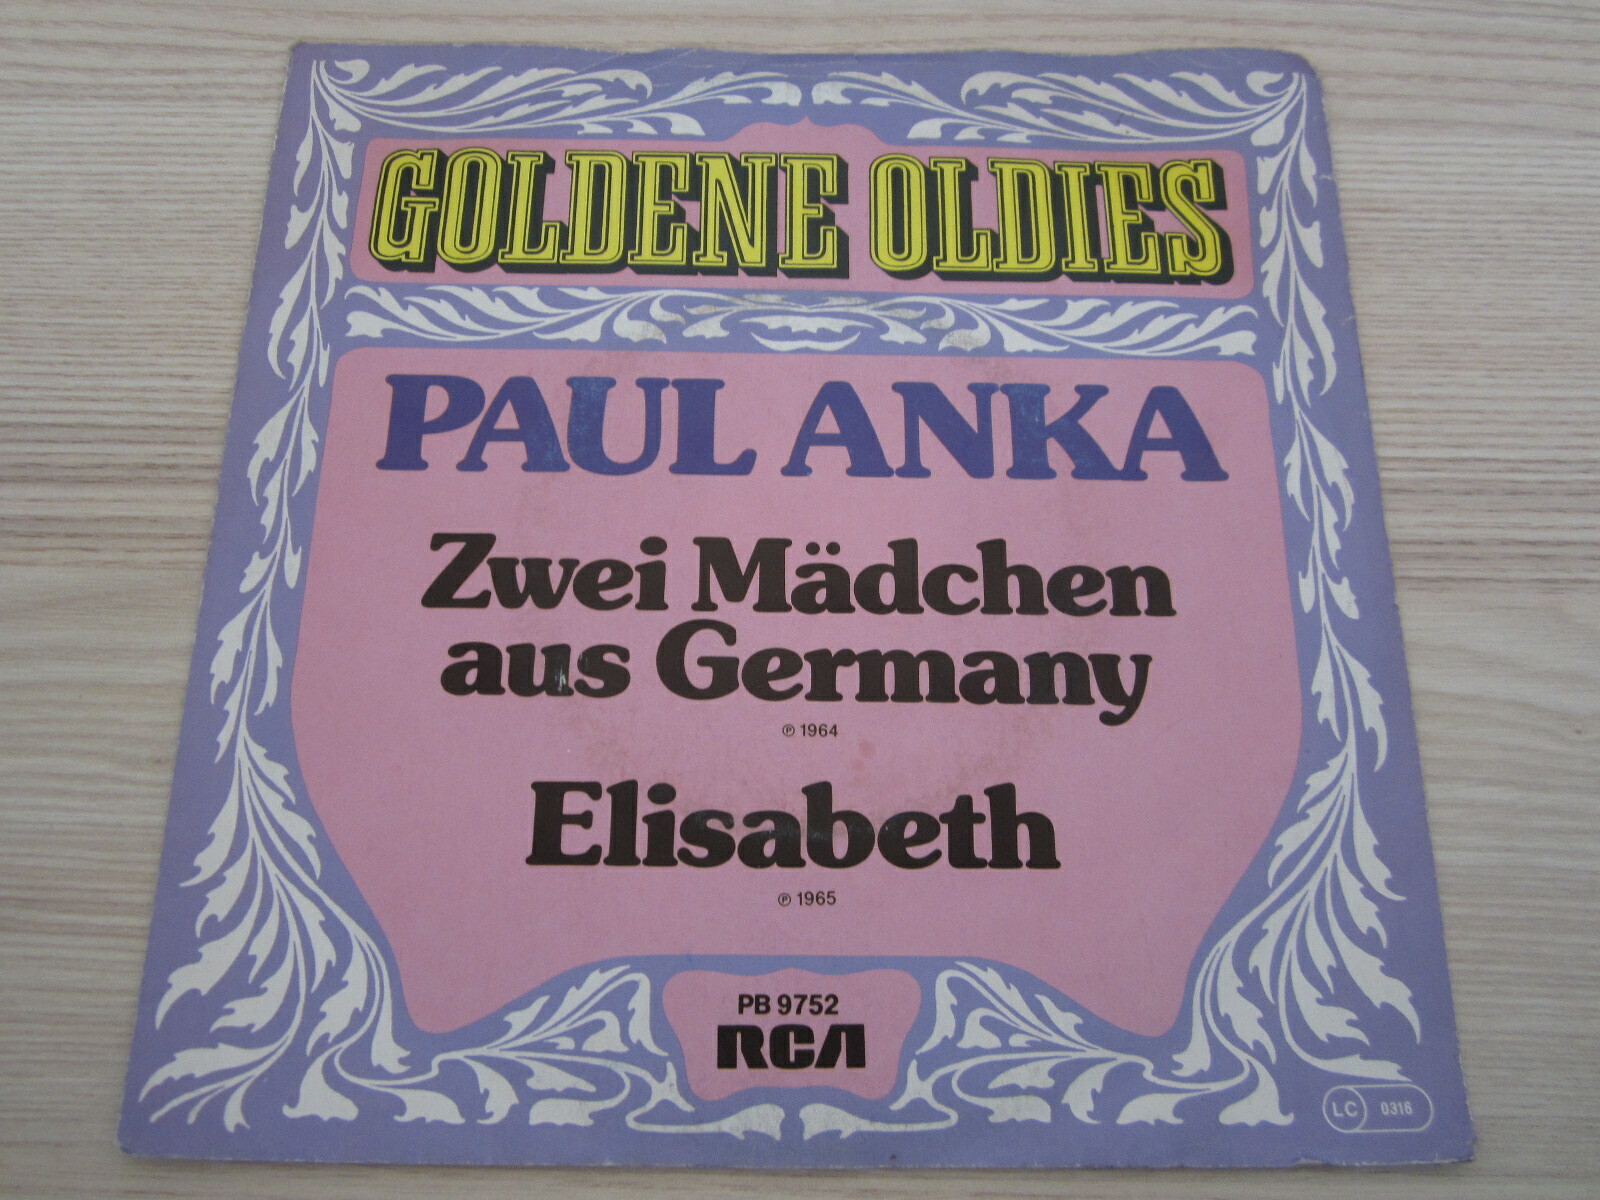 GOLDENE OLDIES
PAUL ANKA
Zwei Mädchen
aus Germany
℗ 1964
Elisabeth
℗ 1965
PB 9752
RCA
LC 0316